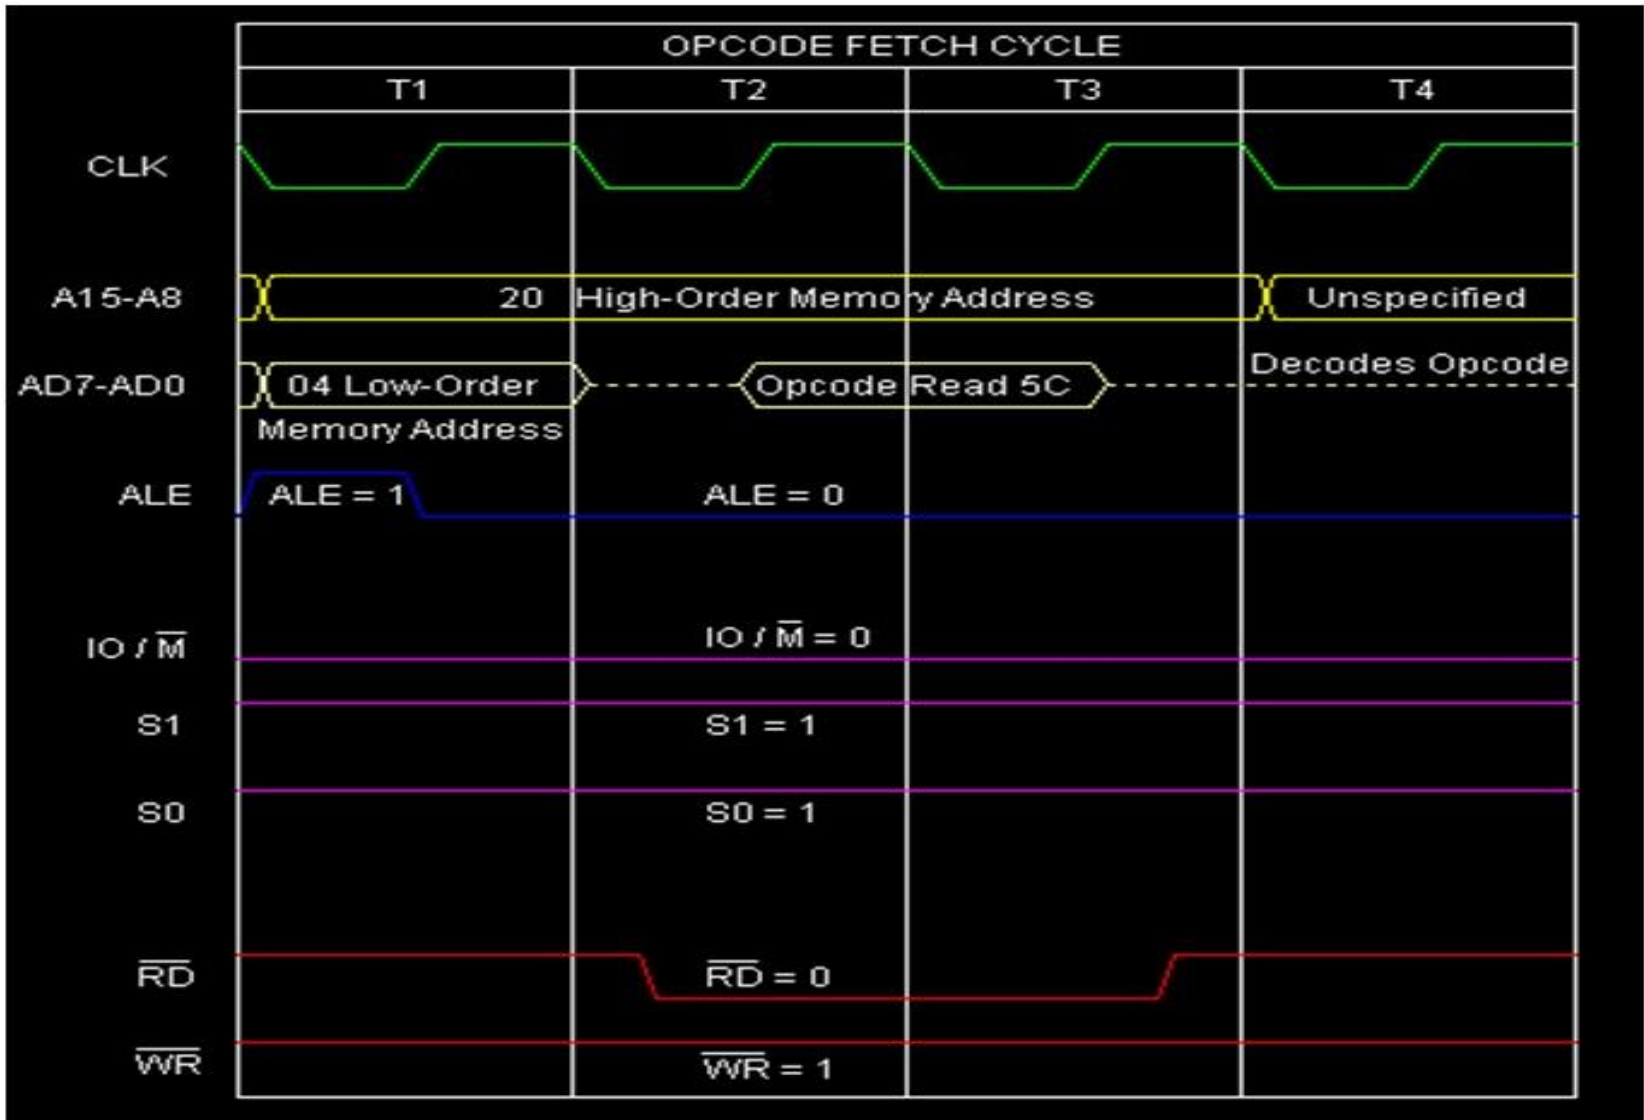 OPCODE FETCH CYCLE
T1 T2 T3 T4
CLK
A15-A8 20 High-Order Memory Address Unspecified
AD7-AD0 04 Low-Order Opcode Read 5C Decodes Opcode
Memory Address
ALE ALE = 1 ALE = 0
IO / M̅ IO / M̅ = 0
S1 S1 = 1
S0 S0 = 1
R̅D̅ R̅D̅ = 0
W̅R̅ W̅R̅ = 1